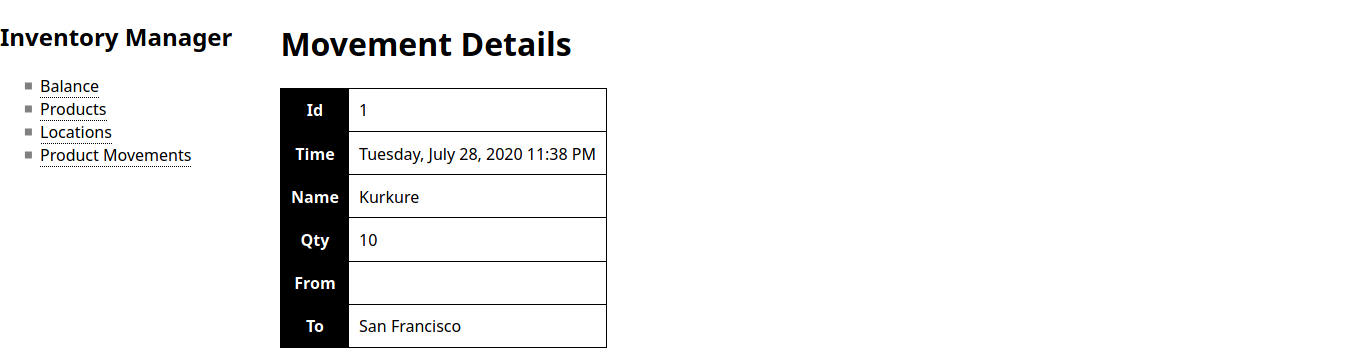 Inventory Manager
Balance
Products
Locations
Product Movements
Movement Details
Id 1
Time Tuesday, July 28, 2020 11:38 PM
Name Kurkure
Qty 10
From
To San Francisco